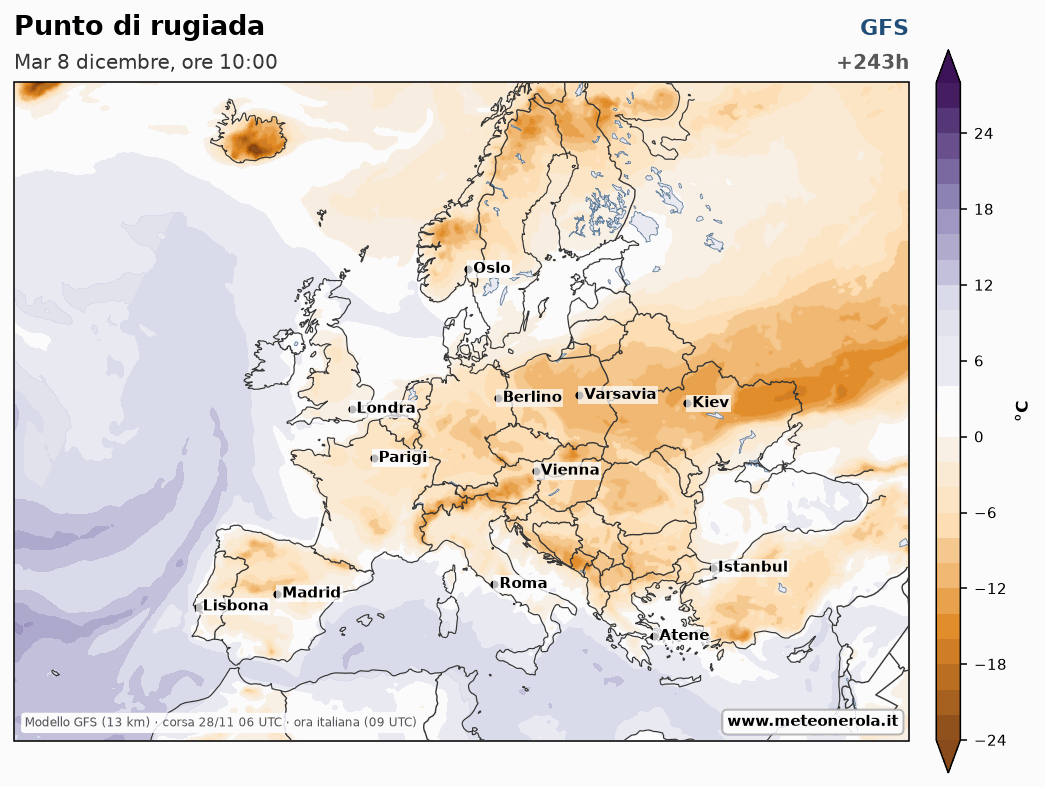 Punto di rugiada
GFS
Mar 8 dicembre, ore 10:00
+243h
Oslo
Londra
Berlino
Varsavia
Kiev
Parigi
Vienna
Istanbul
Roma
Madrid
Lisbona
Atene
Modello GFS (13 km) · corsa 28/11 06 UTC · ora italiana (09 UTC)
www.meteonerola.it
24
18
12
6
0
−6
−12
−18
−24
°C